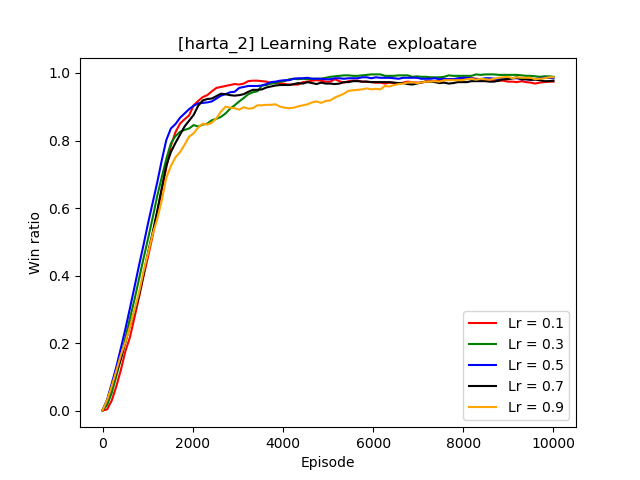 [harta_2] Learning Rate  exploatare
Win ratio
1.0
0.8
0.6
0.4
0.2
0.0
0 2000 4000 6000 8000 10000
Episode
Lr = 0.1
Lr = 0.3
Lr = 0.5
Lr = 0.7
Lr = 0.9